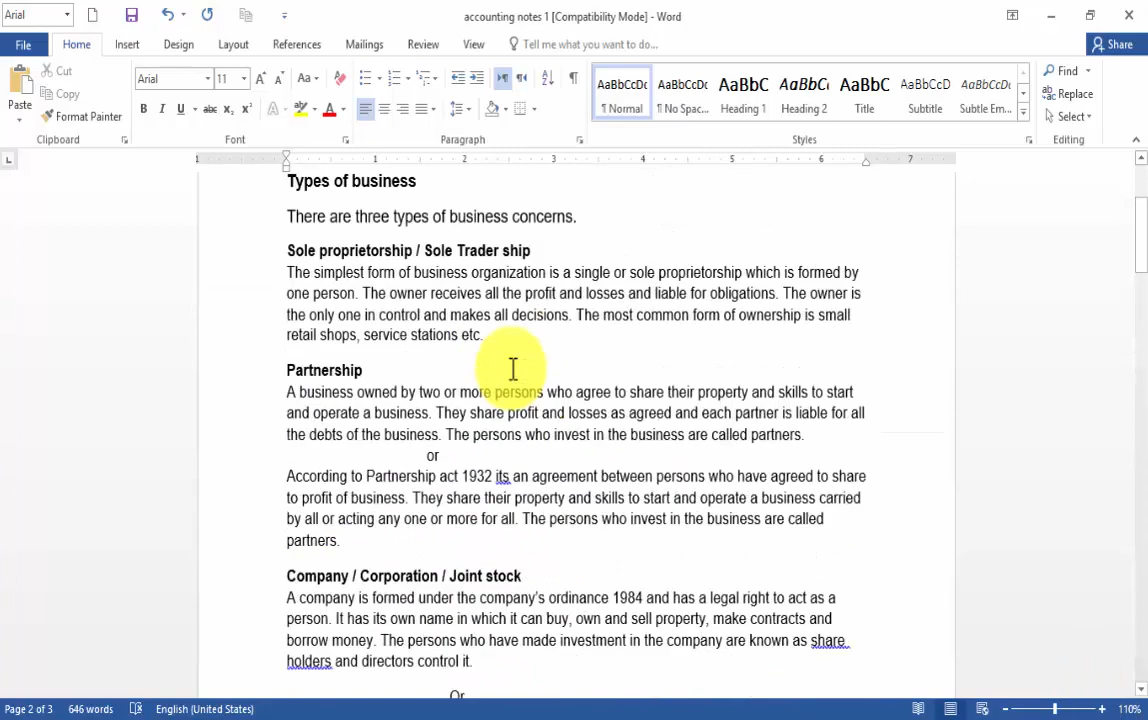 Arial
accounting notes 1 [Compatibility Mode] - Word
File Home Insert Design Layout References Mailings Review View Tell me what you want to do... Share
Paste
Cut
Copy
Format Painter
Arial 11 Aa
B I U abc x2 x2 A A
AaBbCcDc AaBbCcDc AaBbC AaBbCc AaBbC AaBbCcD AaBbCcDc
¶ Normal ¶ No Spac... Heading 1 Heading 2 Title Subtitle Subtle Em...
Find
Replace
Select
Clipboard Font Paragraph Styles Editing
1 1 2 3 4 5 6 7
Types of business
There are three types of business concerns.
Sole proprietorship / Sole Trader ship
The simplest form of business organization is a single or sole proprietorship which is formed by
one person. The owner receives all the profit and losses and liable for obligations. The owner is
the only one in control and makes all decisions. The most common form of ownership is small
retail shops, service stations etc.
Partnership
A business owned by two or more persons who agree to share their property and skills to start
and operate a business. They share profit and losses as agreed and each partner is liable for all
the debts of the business. The persons who invest in the business are called partners.
or
According to Partnership act 1932 its an agreement between persons who have agreed to share
to profit of business. They share their property and skills to start and operate a business carried
by all or acting any one or more for all. The persons who invest in the business are called
partners.
Company / Corporation / Joint stock
A company is formed under the company's ordinance 1984 and has a legal right to act as a
person. It has its own name in which it can buy, own and sell property, make contracts and
borrow money. The persons who have made investment in the company are known as share
holders and directors control it.
Or
Page 2 of 3 646 words English (United States) 110%